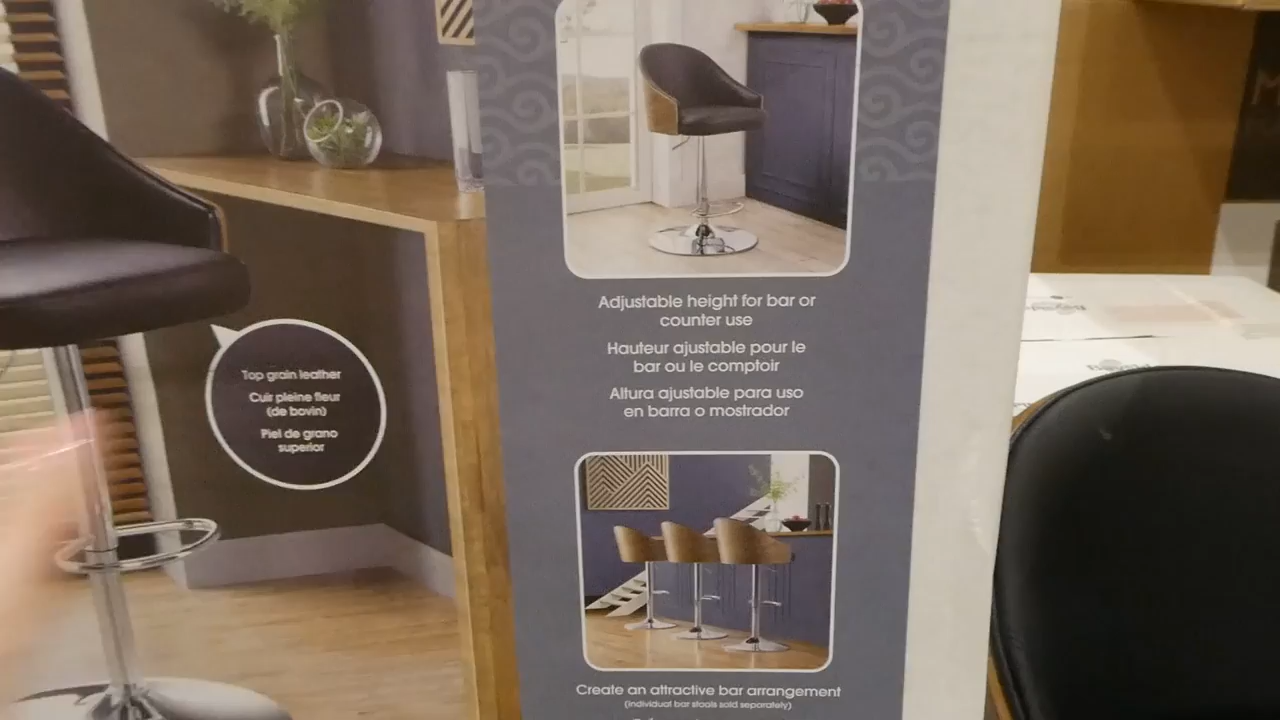 Top grain leather
Cuir pleine fleur
(de bovin)
Piel de grano
superior
Adjustable height for bar or
counter use
Hauteur ajustable pour le
bar ou le comptoir
Altura ajustable para uso
en barra o mostrador
Create an attractive bar arrangement
(individual bar stools sold separately)